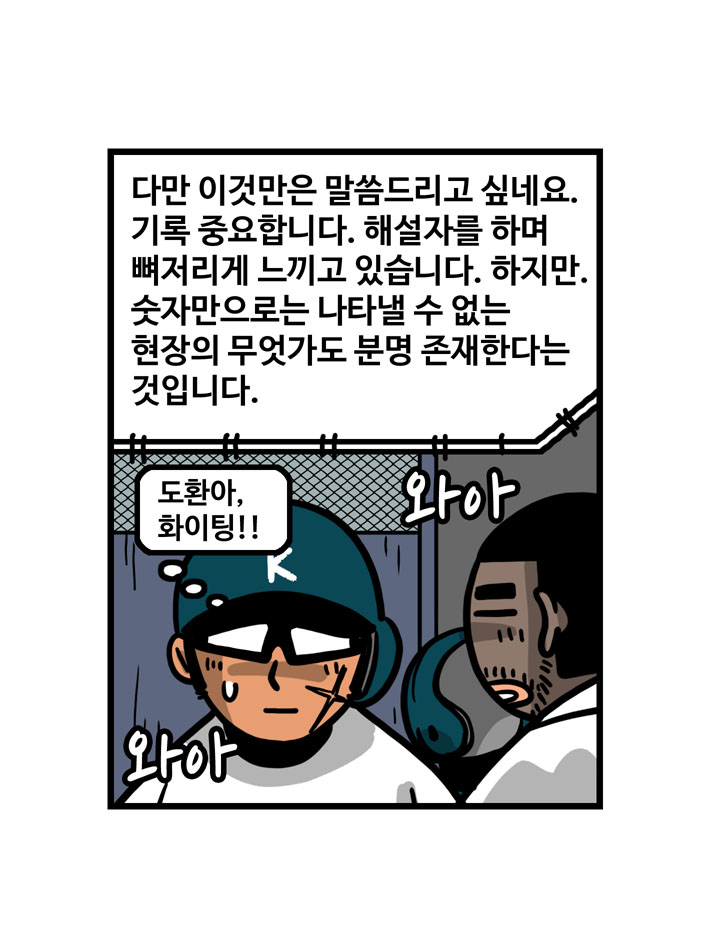 다만 이것만은 말씀드리고 싶네요.
기록 중요합니다. 해설자를 하며
뼈저리게 느끼고 있습니다. 하지만.
숫자만으로는 나타낼 수 없는
현장의 무엇가도 분명 존재한다는
것입니다.
도환아,
화이팅!!
와아
K
와아